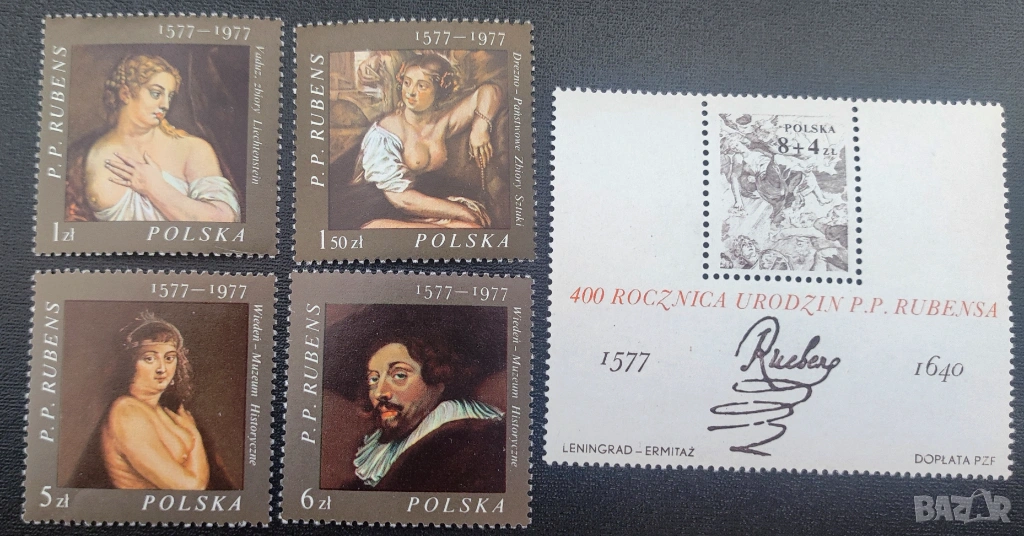 1577–1977
P. P. RUBENS
Vaduz, zbiory Liechtenstein
1 zł
POLSKA
1577–1977
P. P. RUBENS
Drezno - Państwowe Zbiory Sztuki
1 50 zł
POLSKA
1577–1977
P. P. RUBENS
Wiedeń - Muzeum Historyczne
5 zł
POLSKA
1577–1977
P. P. RUBENS
Wiedeń - Muzeum Historyczne
6 zł
POLSKA
POLSKA
8+4 ZŁ
400 ROCZNICA URODZIN P.P. RUBENSA
1577
1640
LENINGRAD – ERMITAŻ
DOPŁATA PZF
BAZAR